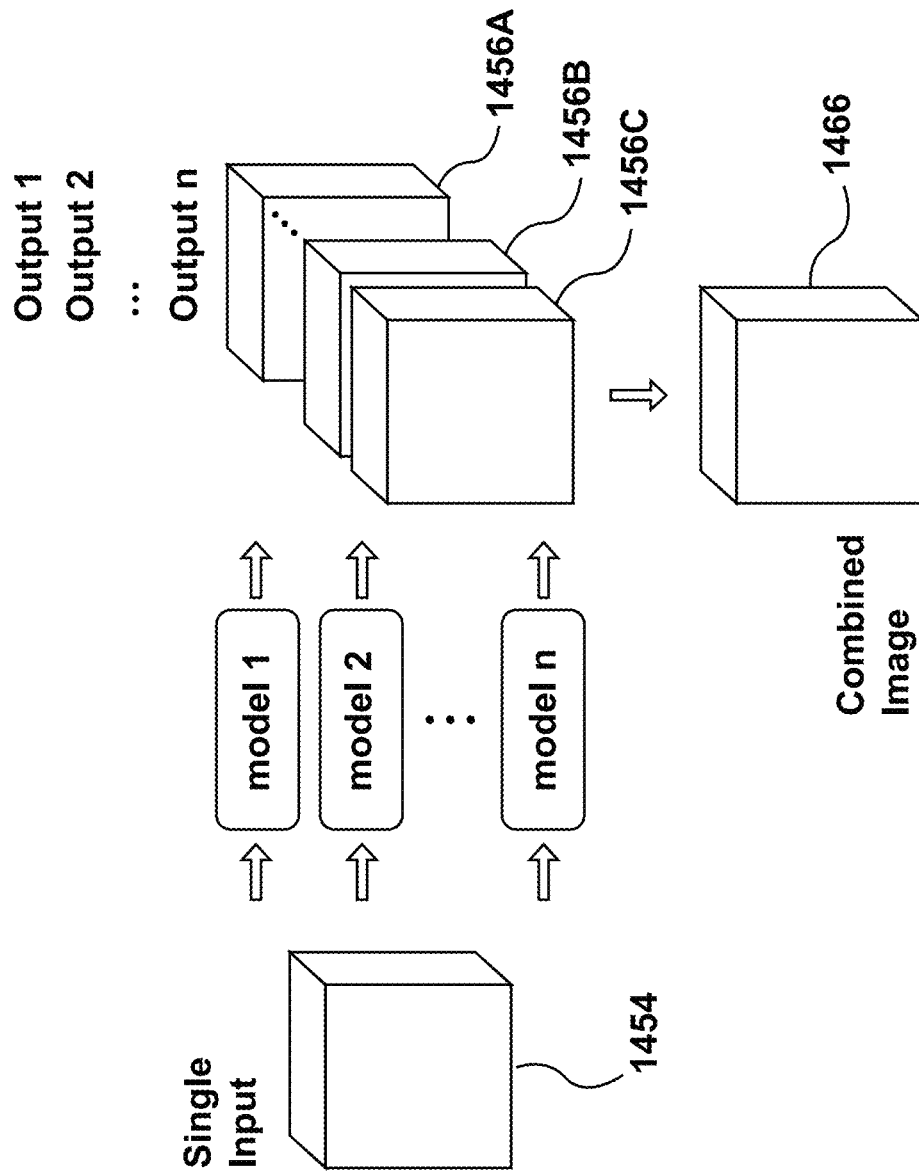 Single
Input
1454
model 1
model 2
...
model n
Output 1
Output 2
...
Output n
1456A
1456B
1456C
Combined
Image
1466